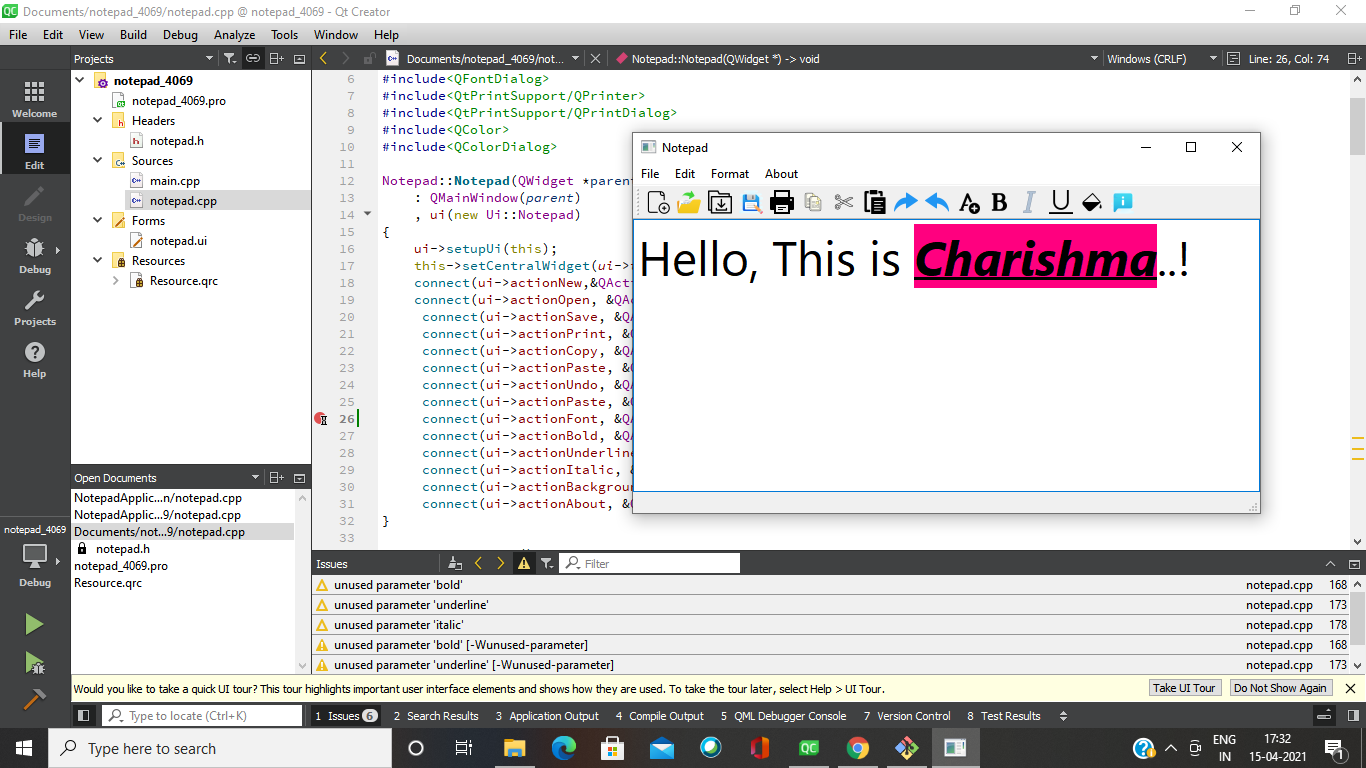 QC Documents/notepad_4069/notepad.cpp @ notepad_4069 - Qt Creator
File Edit View Build Debug Analyze Tools Window Help
Projects
Documents/notepad_4069/not...
Notepad::Notepad(QWidget *) -> void
Windows (CRLF)
Line: 26, Col: 74
Welcome
Edit
Design
Debug
Projects
Help
notepad_4069
Debug
notepad_4069
notepad_4069.pro
Headers
notepad.h
Sources
main.cpp
notepad.cpp
Forms
notepad.ui
Resources
Resource.qrc
Open Documents
NotepadApplic...n/notepad.cpp
NotepadApplic...9/notepad.cpp
Documents/not...9/notepad.cpp
notepad.h
notepad_4069.pro
Resource.qrc
6 #include<QFontDialog>
7 #include<QtPrintSupport/QPrinter>
8 #include<QtPrintSupport/QPrintDialog>
9 #include<QColor>
10 #include<QColorDialog>
11
12 Notepad::Notepad(QWidget *paren
13 : QMainWindow(parent)
14 , ui(new Ui::Notepad)
15 {
16 ui->setupUi(this);
17 this->setCentralWidget(ui->
18 connect(ui->actionNew,&QActi
19 connect(ui->actionOpen, &QA
20 connect(ui->actionSave, &QA
21 connect(ui->actionPrint, &Q
22 connect(ui->actionCopy, &QA
23 connect(ui->actionPaste, &Q
24 connect(ui->actionUndo, &QA
25 connect(ui->actionPaste, &Q
26 connect(ui->actionFont, &QA
27 connect(ui->actionBold, &QA
28 connect(ui->actionUnderline
29 connect(ui->actionItalic, &
30 connect(ui->actionBackgroun
31 connect(ui->actionAbout, &Q
32 }
33
Notepad
File Edit Format About
A B I U
Hello, This is Charishma..!
Issues
Filter
unused parameter 'bold' notepad.cpp 168
unused parameter 'underline' notepad.cpp 173
unused parameter 'italic' notepad.cpp 178
unused parameter 'bold' [-Wunused-parameter] notepad.cpp 168
unused parameter 'underline' [-Wunused-parameter] notepad.cpp 173
Would you like to take a quick UI tour? This tour highlights important user interface elements and shows how they are used. To take the tour later, select Help > UI Tour.
Take UI Tour
Do Not Show Again
Type to locate (Ctrl+K)
1 Issues 6 2 Search Results 3 Application Output 4 Compile Output 5 QML Debugger Console 7 Version Control 8 Test Results
Type here to search
QC
ENG
IN
17:32
15-04-2021
1